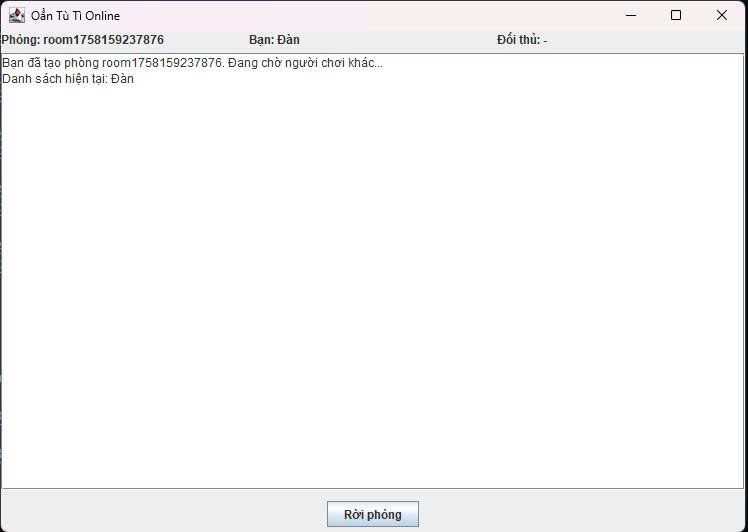 Oẳn Tù Tì Online
Phòng: room1758159237876 Bạn: Đàn Đối thủ: -
Bạn đã tạo phòng room1758159237876. Đang chờ người chơi khác...
Danh sách hiện tại: Đàn
Rời phòng